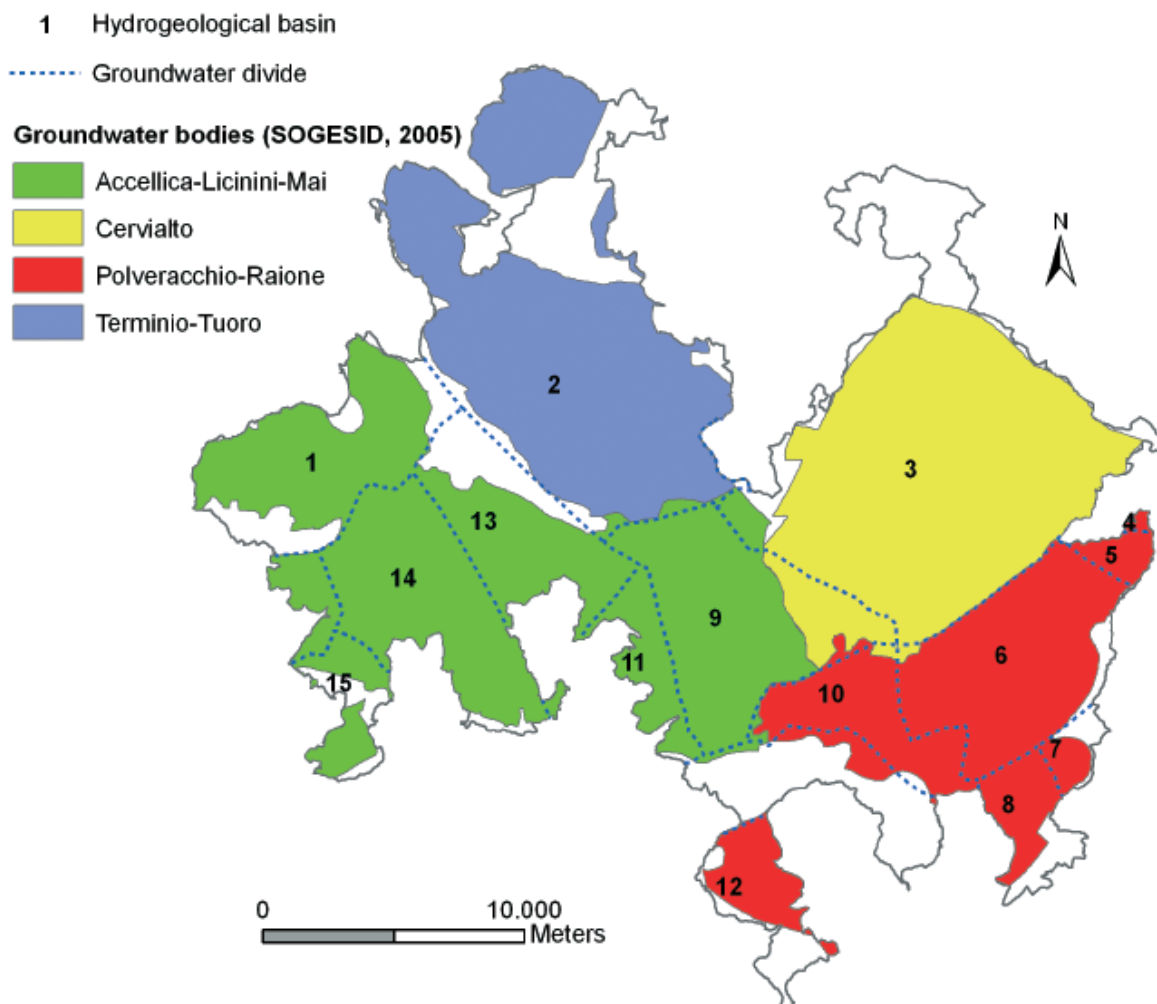 1 Hydrogeological basin
Groundwater divide
Groundwater bodies (SOGESID, 2005)
Accellica-Licinini-Mai
Cervialto
Polveracchio-Raione
Terminio-Tuoro
N
2
1
3
13
4
5
14
9
6
11
15
10
7
8
12
0 10.000
Meters